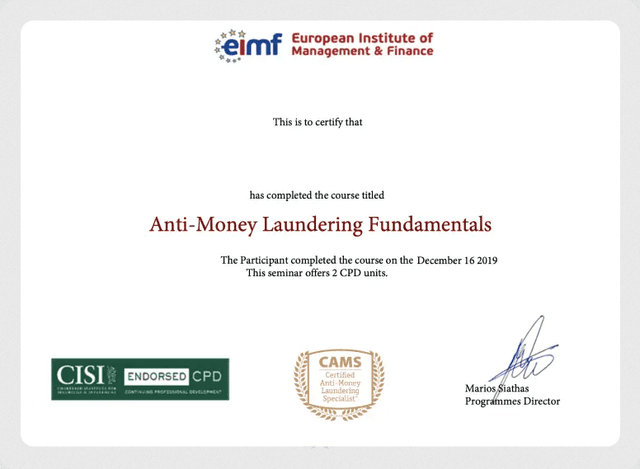 eimf European Institute of
Management & Finance
This is to certify that
has completed the course titled
Anti-Money Laundering Fundamentals
The Participant completed the course on the December 16 2019
This seminar offers 2 CPD units.
CISI
CHARTERED INSTITUTE FOR
SECURITIES & INVESTMENT
ENDORSED CPD
CONTINUING PROFESSIONAL DEVELOPMENT
CAMS
Certified
Anti-Money
Laundering
Specialist
Marios Siathas
Programmes Director